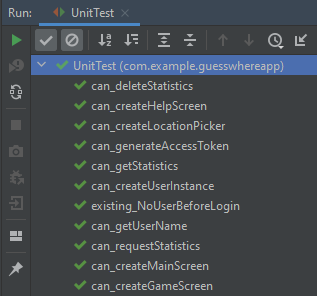 Run: UnitTest
UnitTest (com.example.guesswhereapp)
can_deleteStatistics
can_createHelpScreen
can_createLocationPicker
can_generateAccessToken
can_getStatistics
can_createUserInstance
existing_NoUserBeforeLogin
can_getUserName
can_requestStatistics
can_createMainScreen
can_createGameScreen